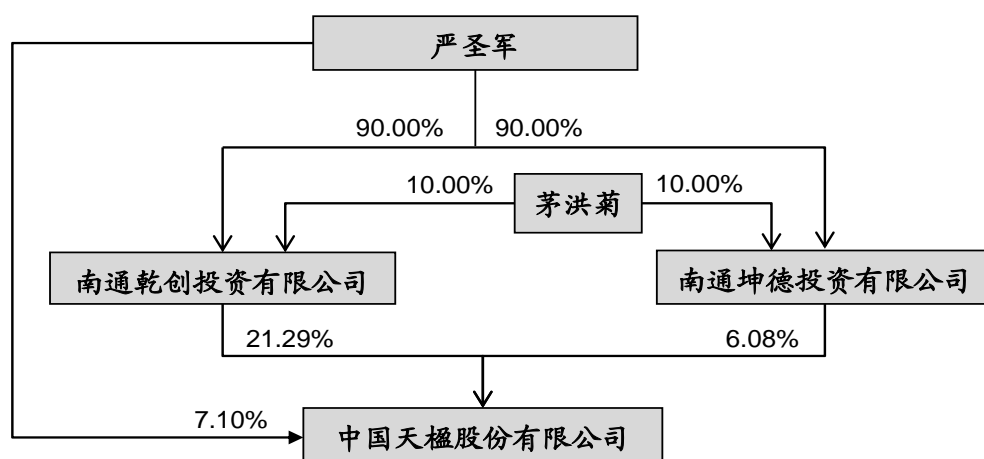 严圣军
90.00%
90.00%
10.00%
茅洪菊
10.00%
南通乾创投资有限公司
南通坤德投资有限公司
21.29%
6.08%
7.10%
中国天楹股份有限公司